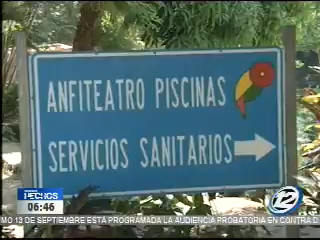 ANFITEATRO PISCINAS
SERVICIOS SANITARIOS
HECHOS
06:46
12
MO 13 DE SEPTIEMBRE ESTA PROGRAMADA LA AUDIENCIA PROBATORIA EN CONTRA D